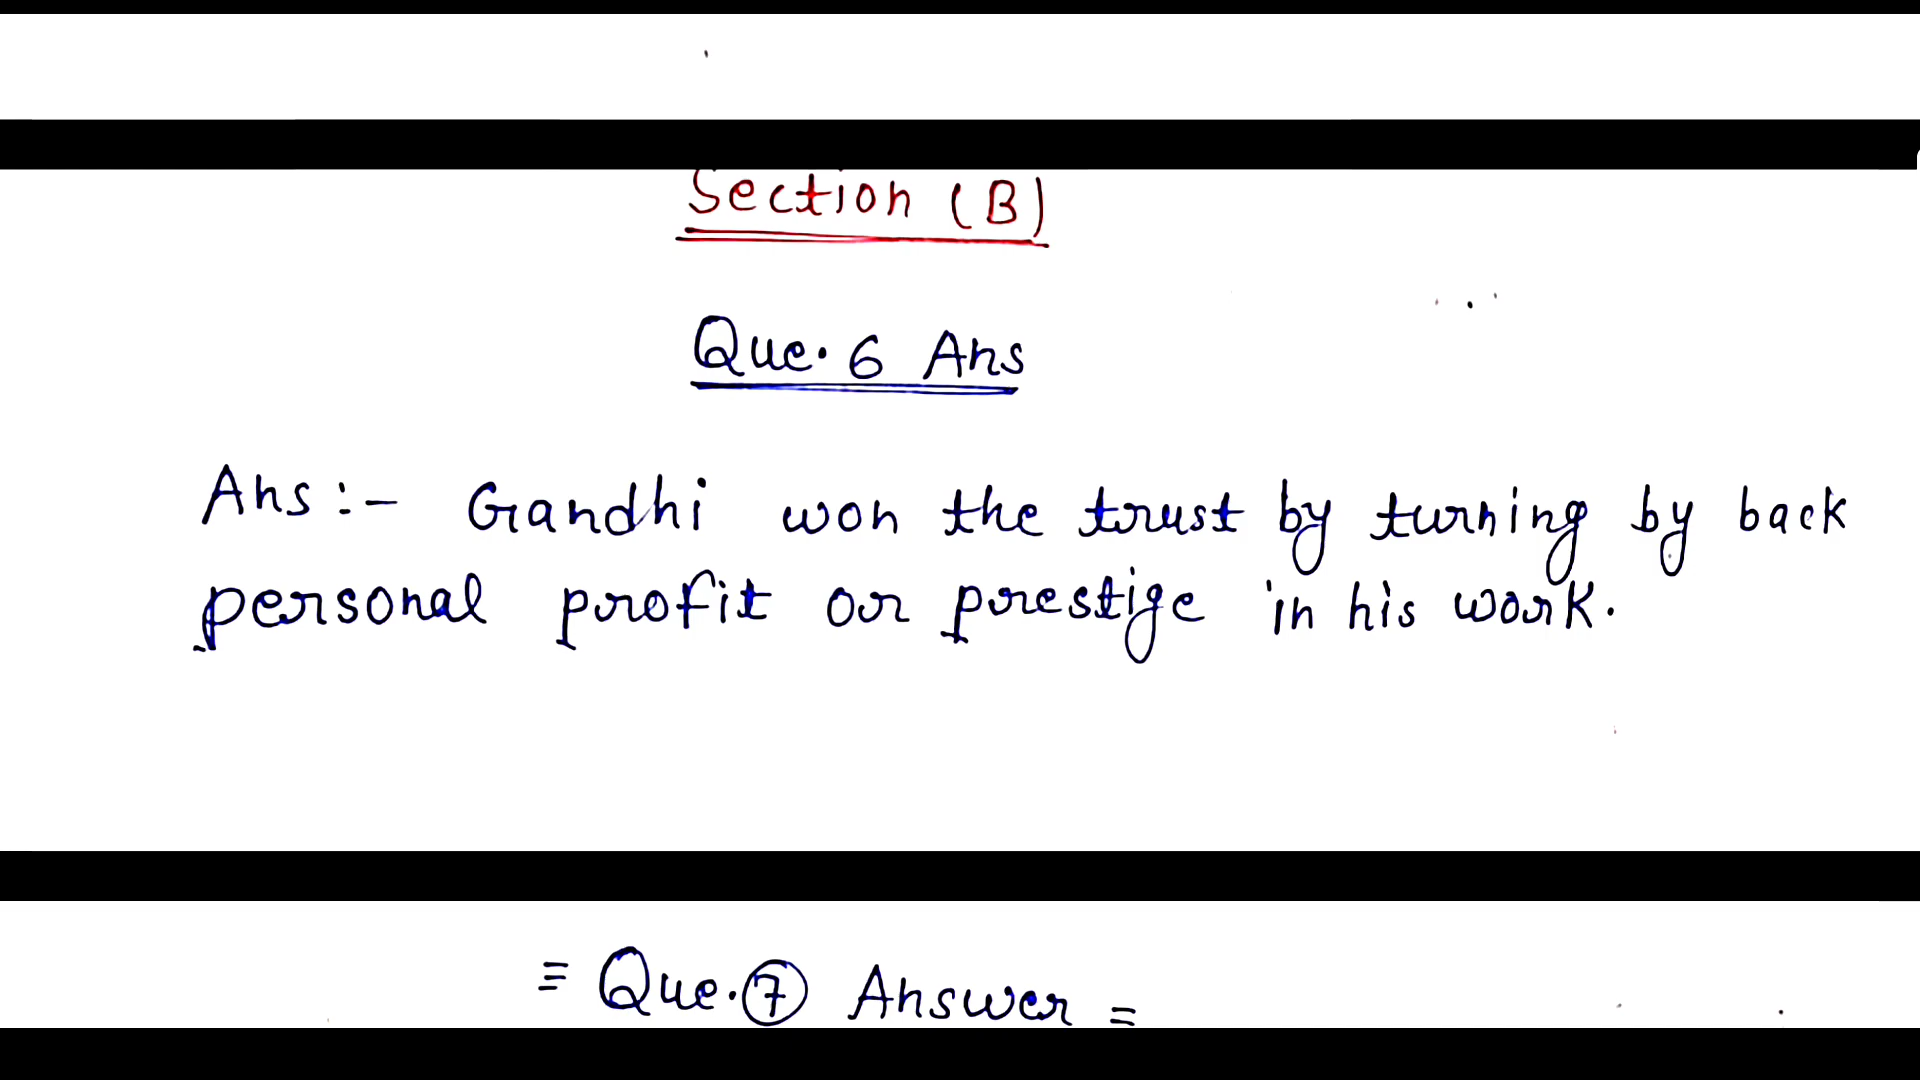 Section (B)
Que. 6 Ans
Ans :- Gandhi won the trust by turning by back
personal profit or prestige in his work.
= Que. 7 Answer =